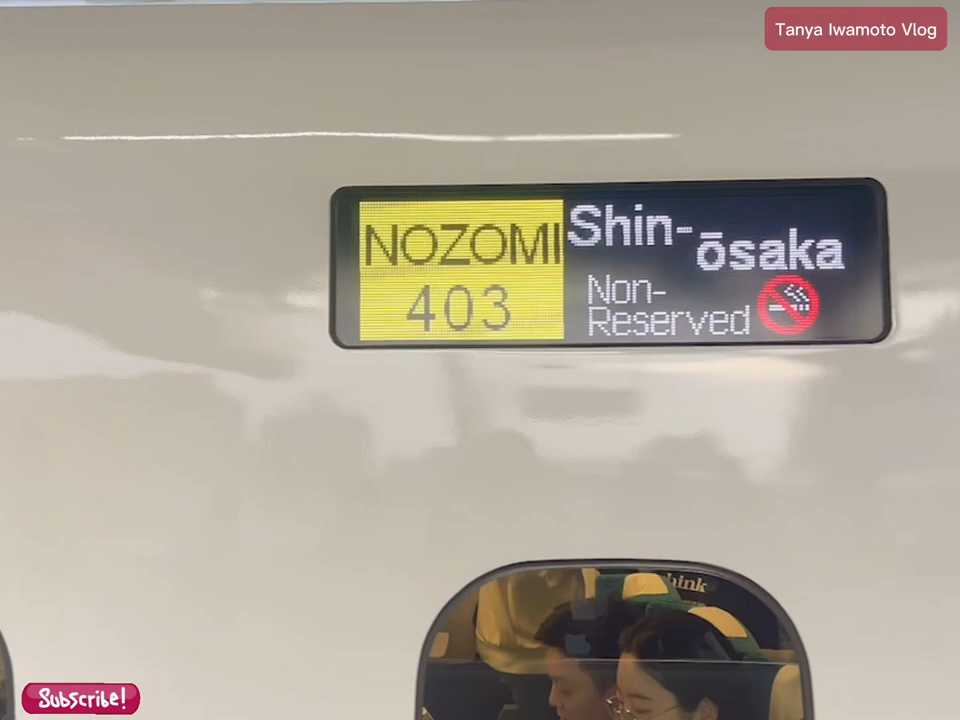 Tanya Iwamoto Vlog
NOZOMI
403
Shin-
ōsaka
Non-
Reserved
Subscribe!